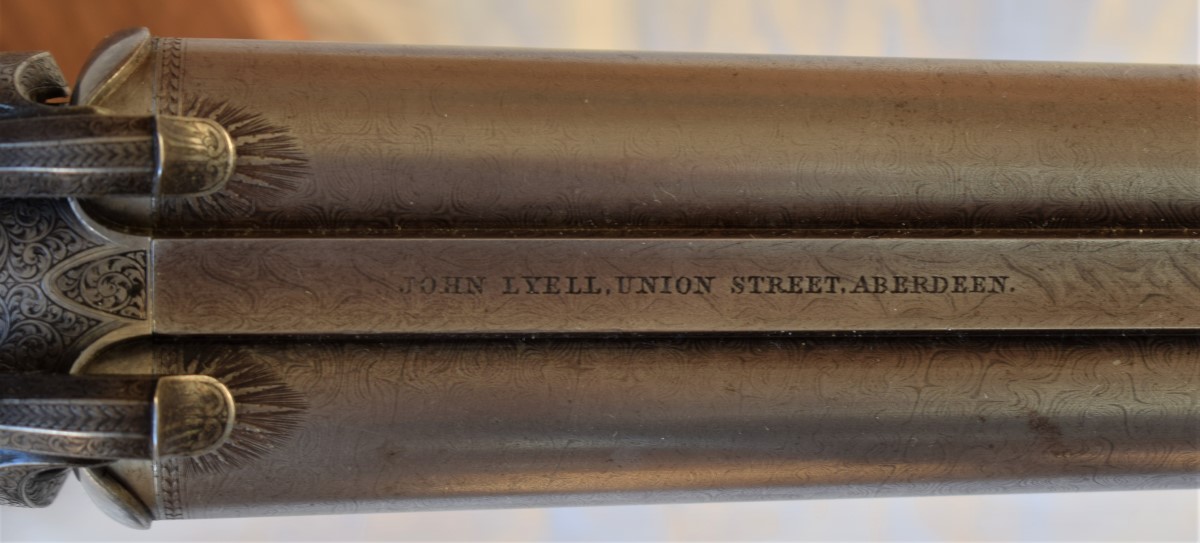 JOHN LYELL, UNION STREET, ABERDEEN.